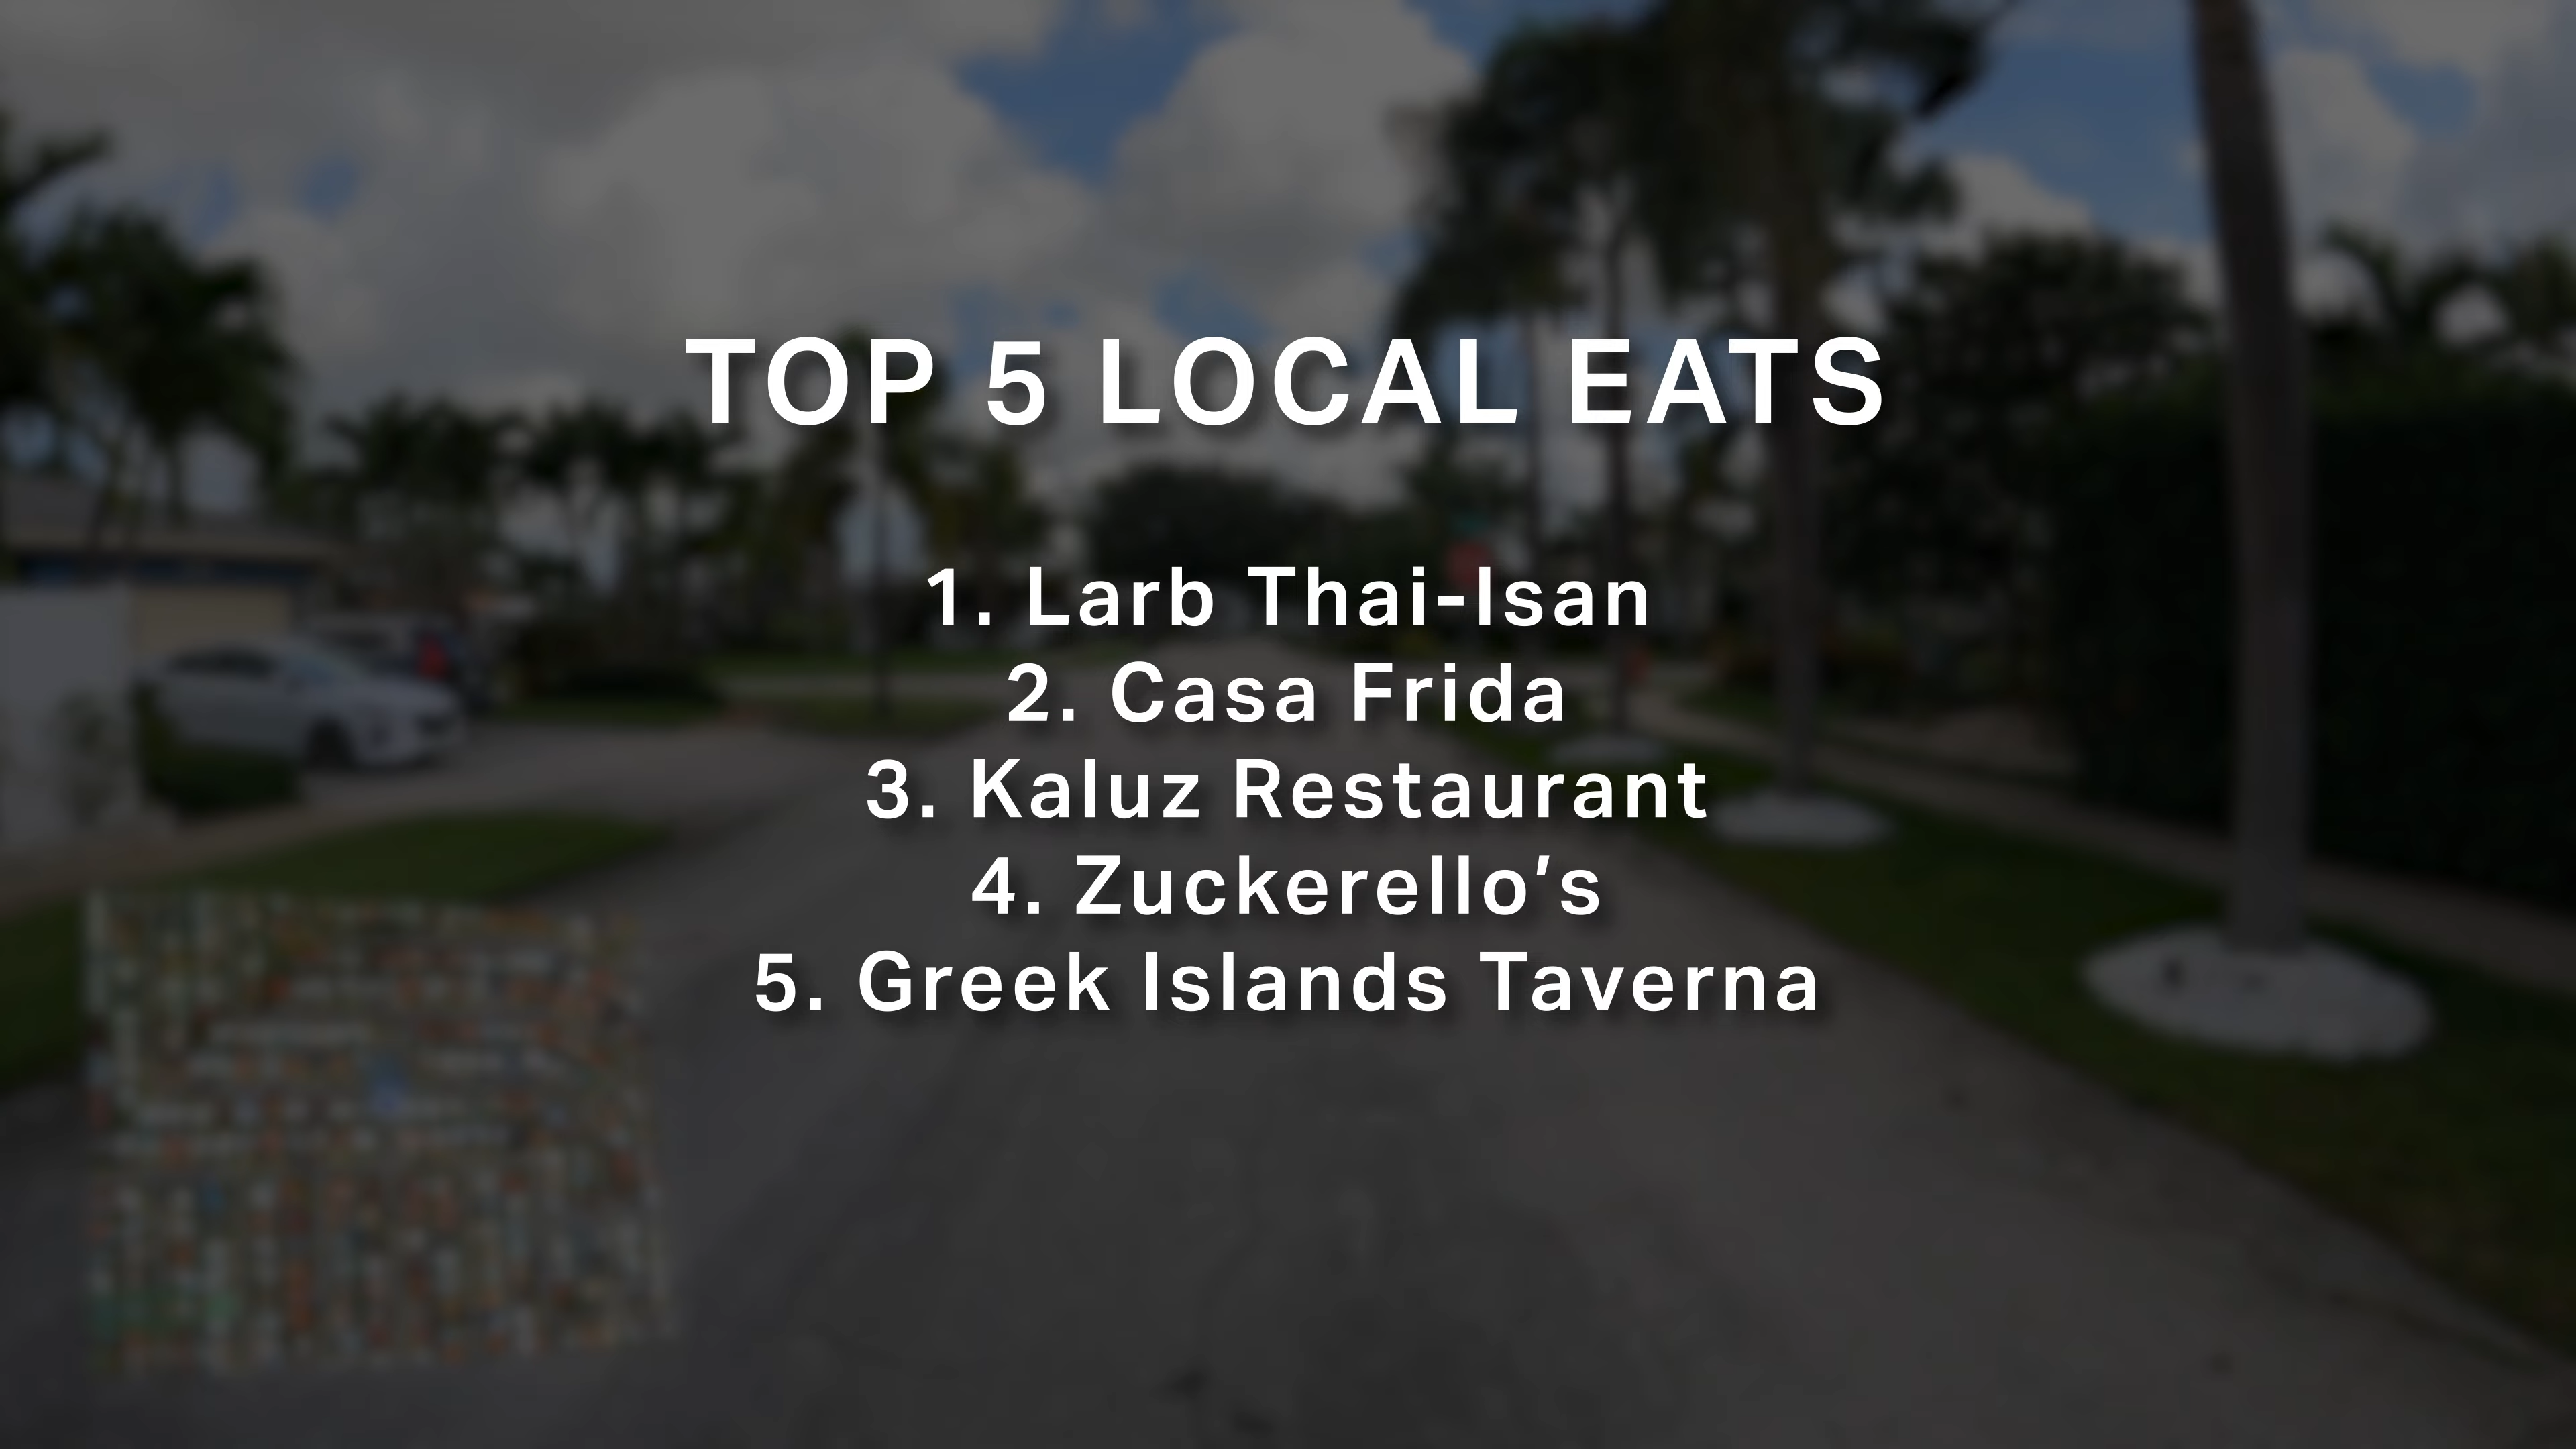 TOP 5 LOCAL EATS
1. Larb Thai-Isan
2. Casa Frida
3. Kaluz Restaurant
4. Zuckerello’s
5. Greek Islands Taverna